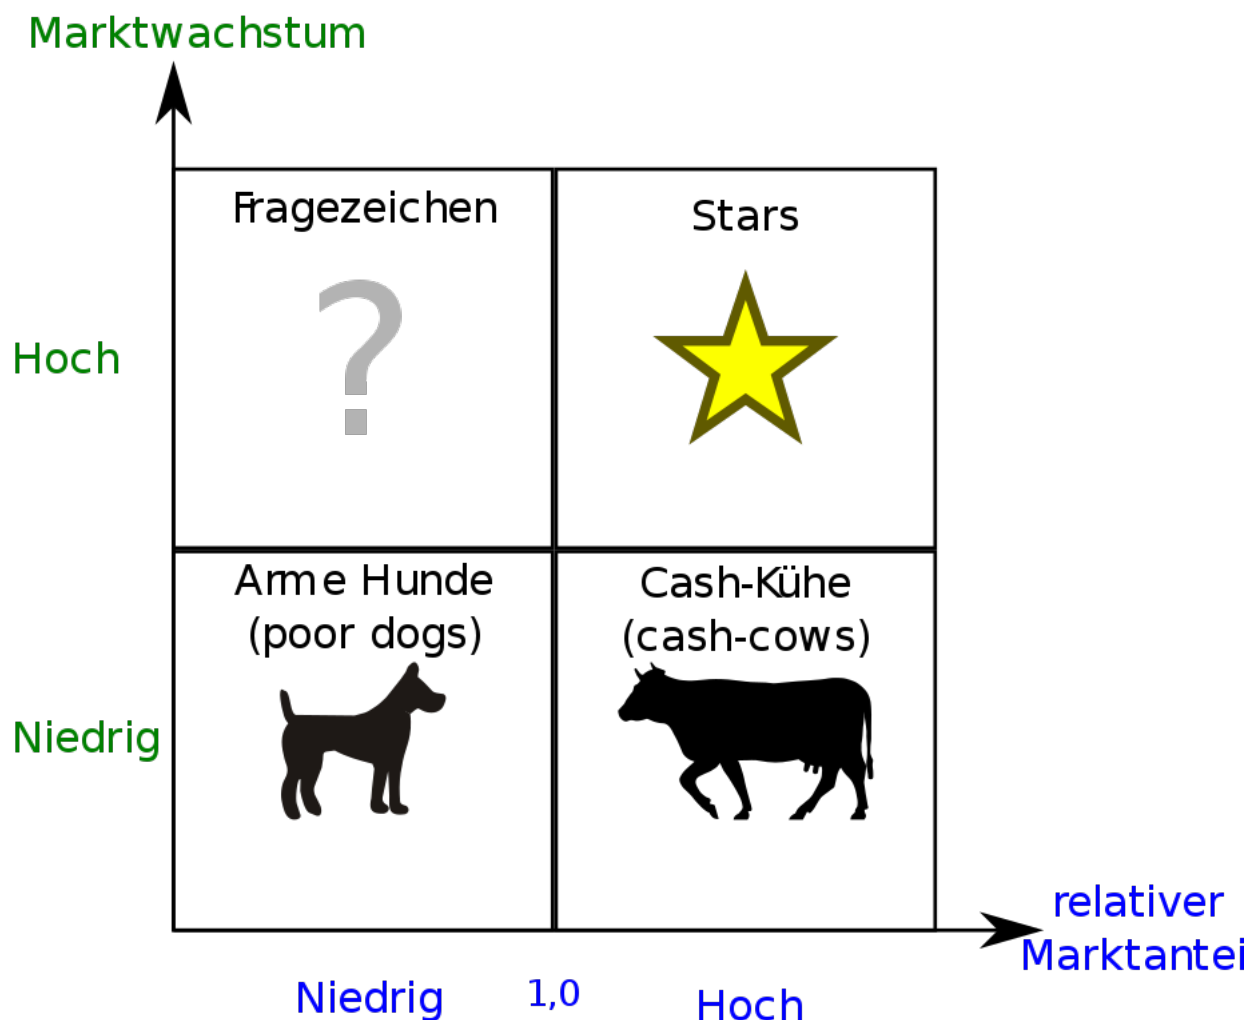 Marktwachstum
Fragezeichen
Stars
?
Hoch
Arme Hunde
(poor dogs)
Cash-Kühe
(cash-cows)
Niedrig
relativer
Marktantei
Niedrig
1,0
Hoch